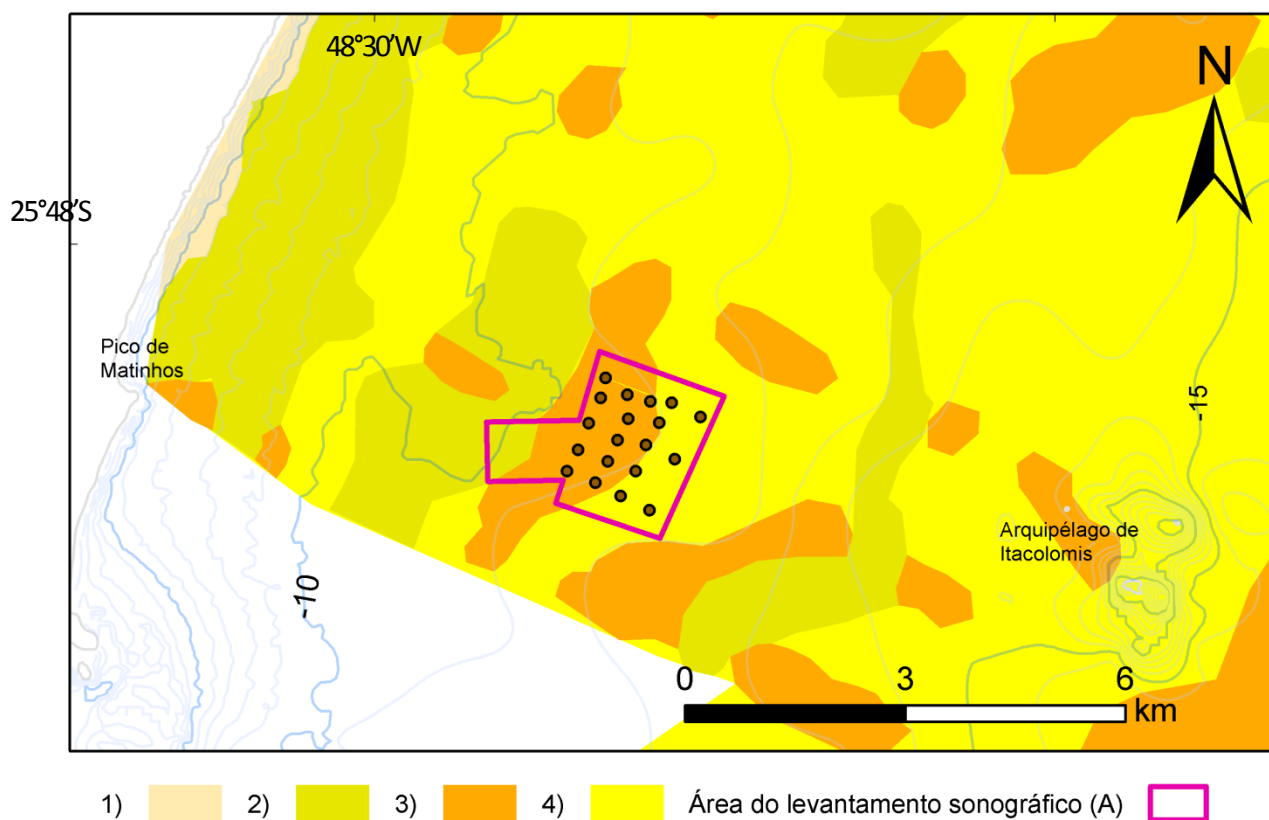 48°30’W
N
25°48’S
Pico de
Matinhos
-15
Arquipélago de
Itacolomis
-10
0 3 6
km
1) 2) 3) 4) Área do levantamento sonográfico (A)